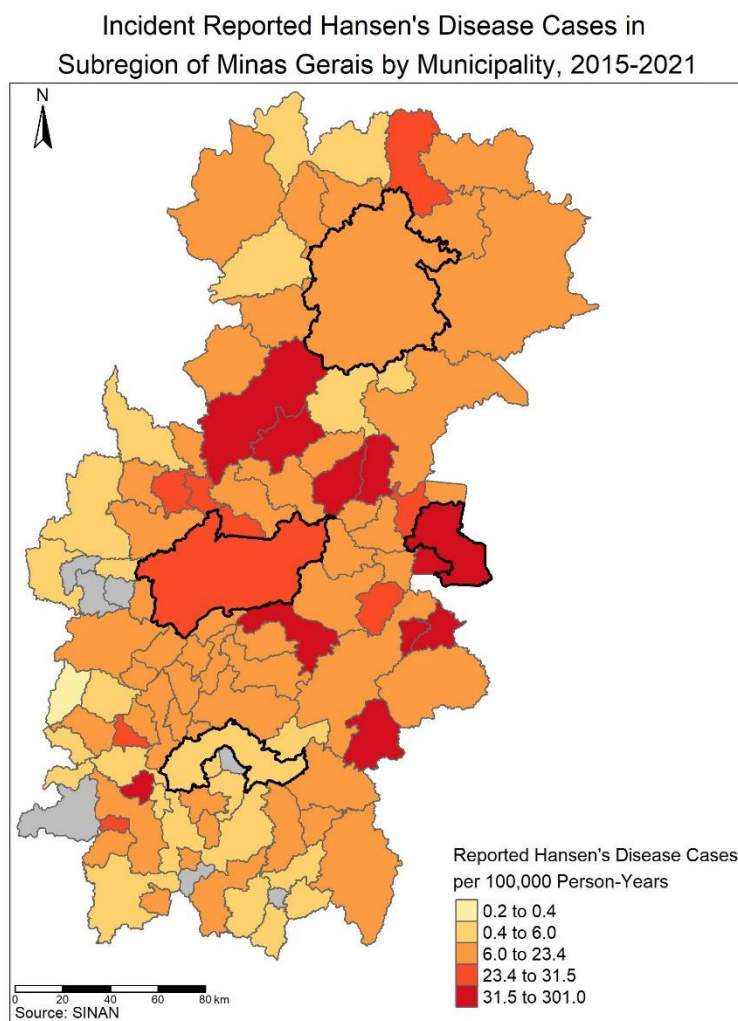 Incident Reported Hansen's Disease Cases in
Subregion of Minas Gerais by Municipality, 2015-2021
N
Reported Hansen's Disease Cases
per 100,000 Person-Years
0.2 to 0.4
0.4 to 6.0
6.0 to 23.4
23.4 to 31.5
31.5 to 301.0
0 20 40 60 80 km
Source: SINAN